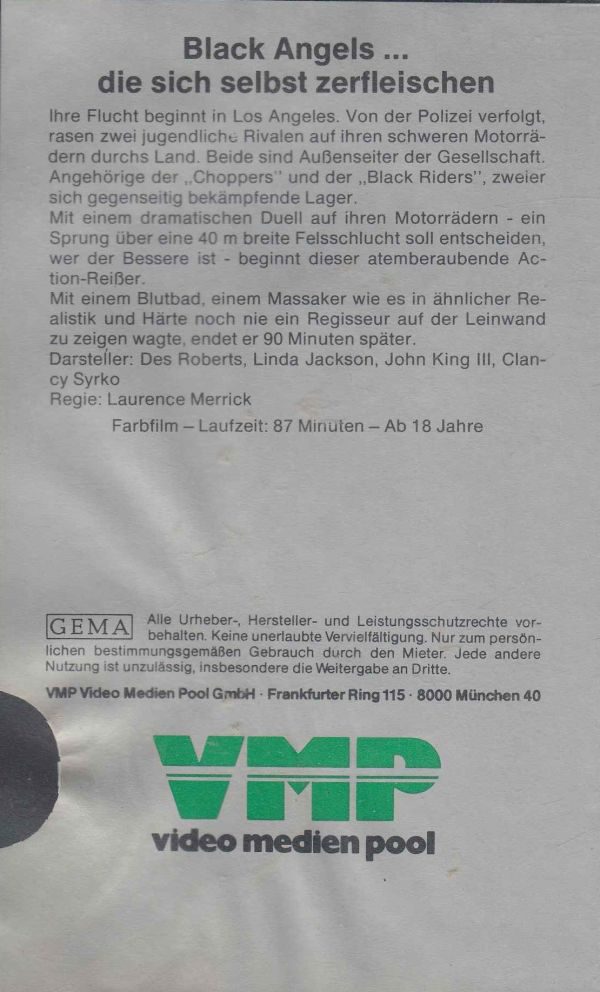 Black Angels ...
die sich selbst zerfleischen
Ihre Flucht beginnt in Los Angeles. Von der Polizei verfolgt,
rasen zwei jugendliche Rivalen auf ihren schweren Motorrä-
dern durchs Land. Beide sind Außenseiter der Gesellschaft.
Angehörige der „Choppers" und der „Black Riders", zweier
sich gegenseitig bekämpfende Lager.
Mit einem dramatischen Duell auf ihren Motorrädern - ein
Sprung über eine 40 m breite Felsschlucht soll entscheiden,
wer der Bessere ist - beginnt dieser atemberaubende Ac-
tion-Reißer.
Mit einem Blutbad, einem Massaker wie es in ähnlicher Re-
alistik und Härte noch nie ein Regisseur auf der Leinwand
zu zeigen wagte, endet er 90 Minuten später.
Darsteller: Des Roberts, Linda Jackson, John King III, Clan-
cy Syrko
Regie: Laurence Merrick
Farbfilm – Laufzeit: 87 Minuten – Ab 18 Jahre
GEMA Alle Urheber-, Hersteller- und Leistungsschutzrechte vor-
behalten. Keine unerlaubte Vervielfältigung. Nur zum persön-
lichen bestimmungsgemäßen Gebrauch durch den Mieter. Jede andere
Nutzung ist unzulässig, insbesondere die Weitergabe an Dritte.
VMP Video Medien Pool GmbH · Frankfurter Ring 115 · 8000 München 40
VMP
video medien pool